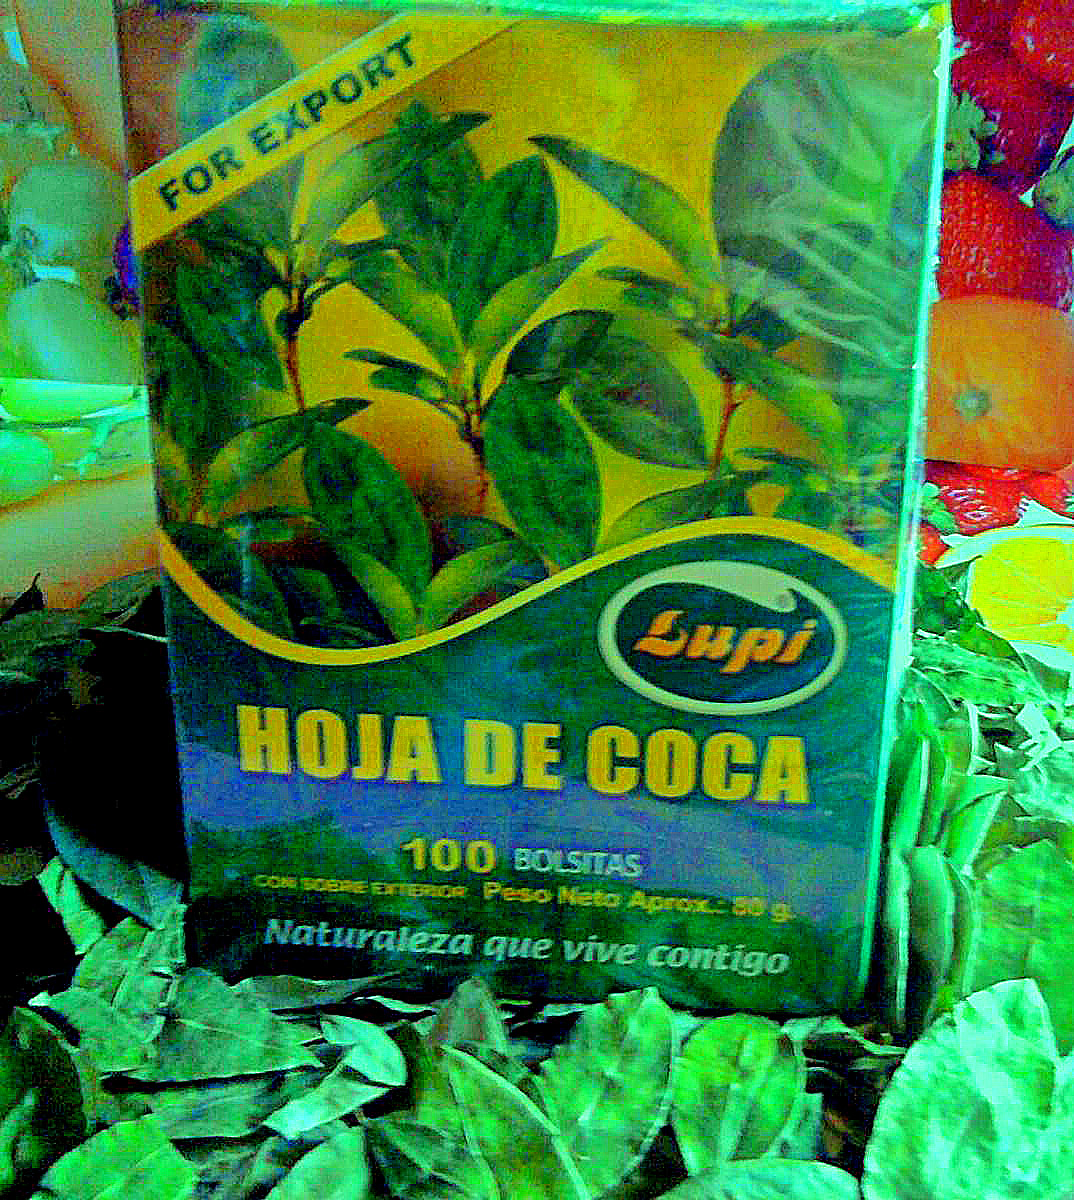 FOR EXPORT
Lupi
HOJA DE COCA
100 BOLSITAS
CON SOBRE EXTERIOR Peso Neto Aprox.: 80 g.
Naturaleza que vive contigo